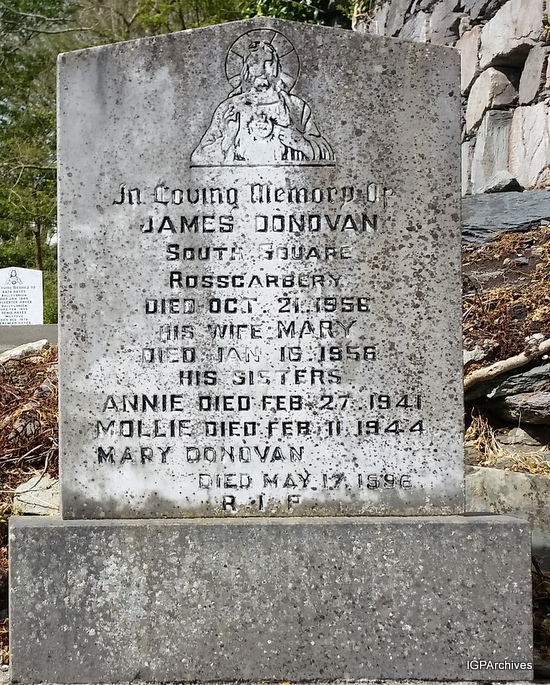 In Loving Memory Of
JAMES DONOVAN
SOUTH SQUARE
ROSSCARBERY
DIED OCT. 21. 1956
HIS WIFE MARY
DIED JAN 16 1956
HIS SISTERS
ANNIE DIED FEB. 27. 1941
MOLLIE DIED FEB. 11. 1944
MARY DONOVAN
DIED MAY. 17. 1996
R. I. P.
IGPArchives